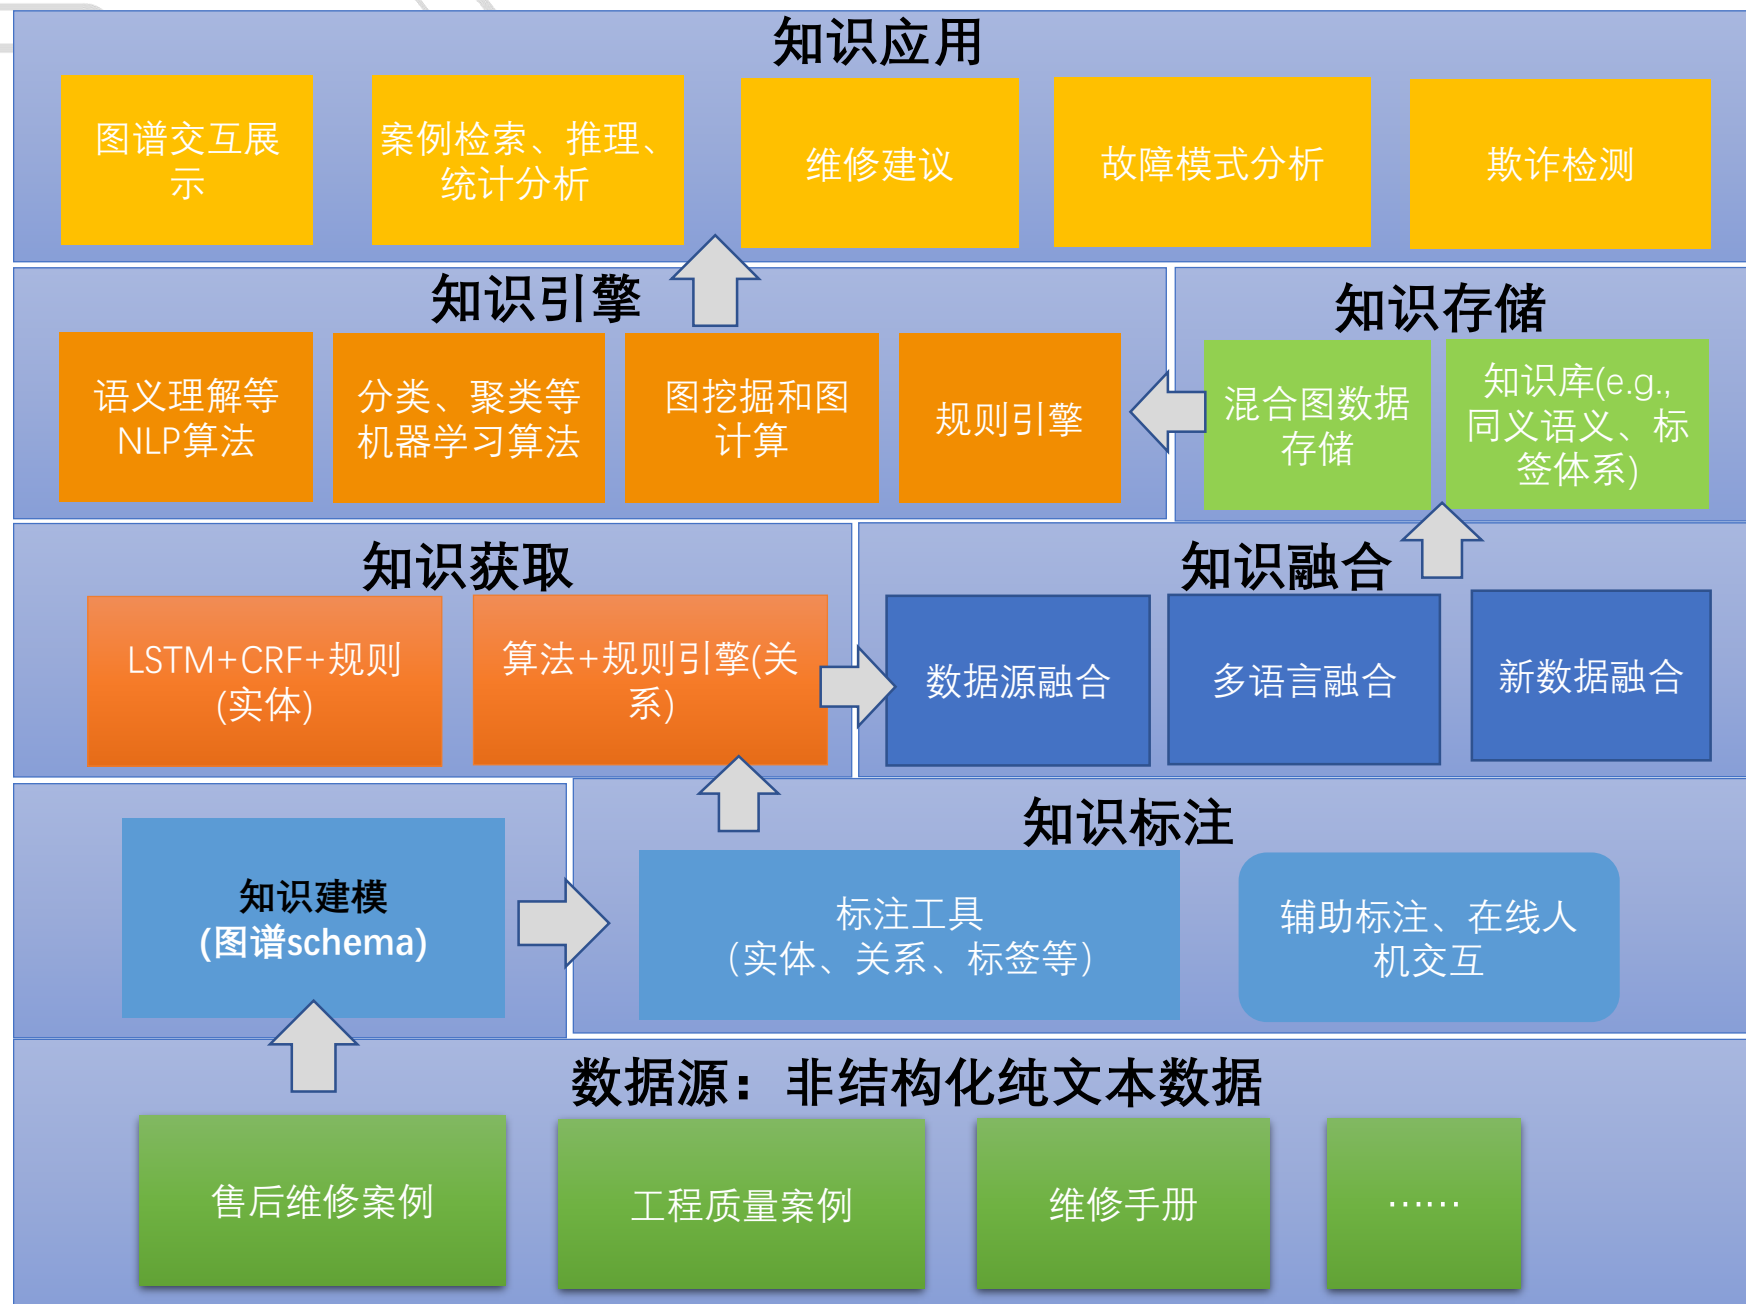 知识应用
图谱交互展
示
案例检索、推理、
统计分析
维修建议
故障模式分析
欺诈检测
知识引擎
语义理解等
NLP算法
分类、聚类等
机器学习算法
图挖掘和图
计算
规则引擎
知识存储
混合图数据
存储
知识库(e.g.,
同义语义、标
签体系)
知识获取
LSTM+CRF+规则
(实体)
算法+规则引擎(关
系)
知识融合
数据源融合
多语言融合
新数据融合
知识建模
(图谱schema)
知识标注
标注工具
（实体、关系、标签等）
辅助标注、在线人
机交互
数据源：非结构化纯文本数据
售后维修案例
工程质量案例
维修手册
……